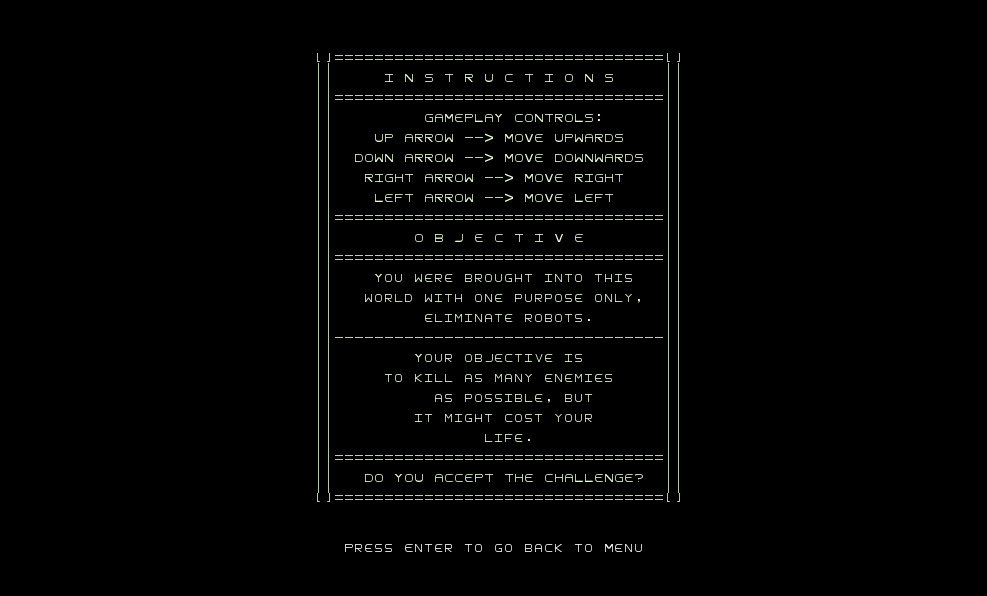 [ ]=================================[ ]
I N S T R U C T I O N S
=================================
GAMEPLAY CONTROLS:
UP ARROW --> MOVE UPWARDS
DOWN ARROW --> MOVE DOWNWARDS
RIGHT ARROW --> MOVE RIGHT
LEFT ARROW --> MOVE LEFT
=================================
O B J E C T I V E
=================================
YOU WERE BROUGHT INTO THIS
WORLD WITH ONE PURPOSE ONLY,
ELIMINATE ROBOTS.
---------------------------------
YOUR OBJECTIVE IS
TO KILL AS MANY ENEMIES
AS POSSIBLE, BUT
IT MIGHT COST YOUR
LIFE.
=================================
DO YOU ACCEPT THE CHALLENGE?
[ ]=================================[ ]
PRESS ENTER TO GO BACK TO MENU